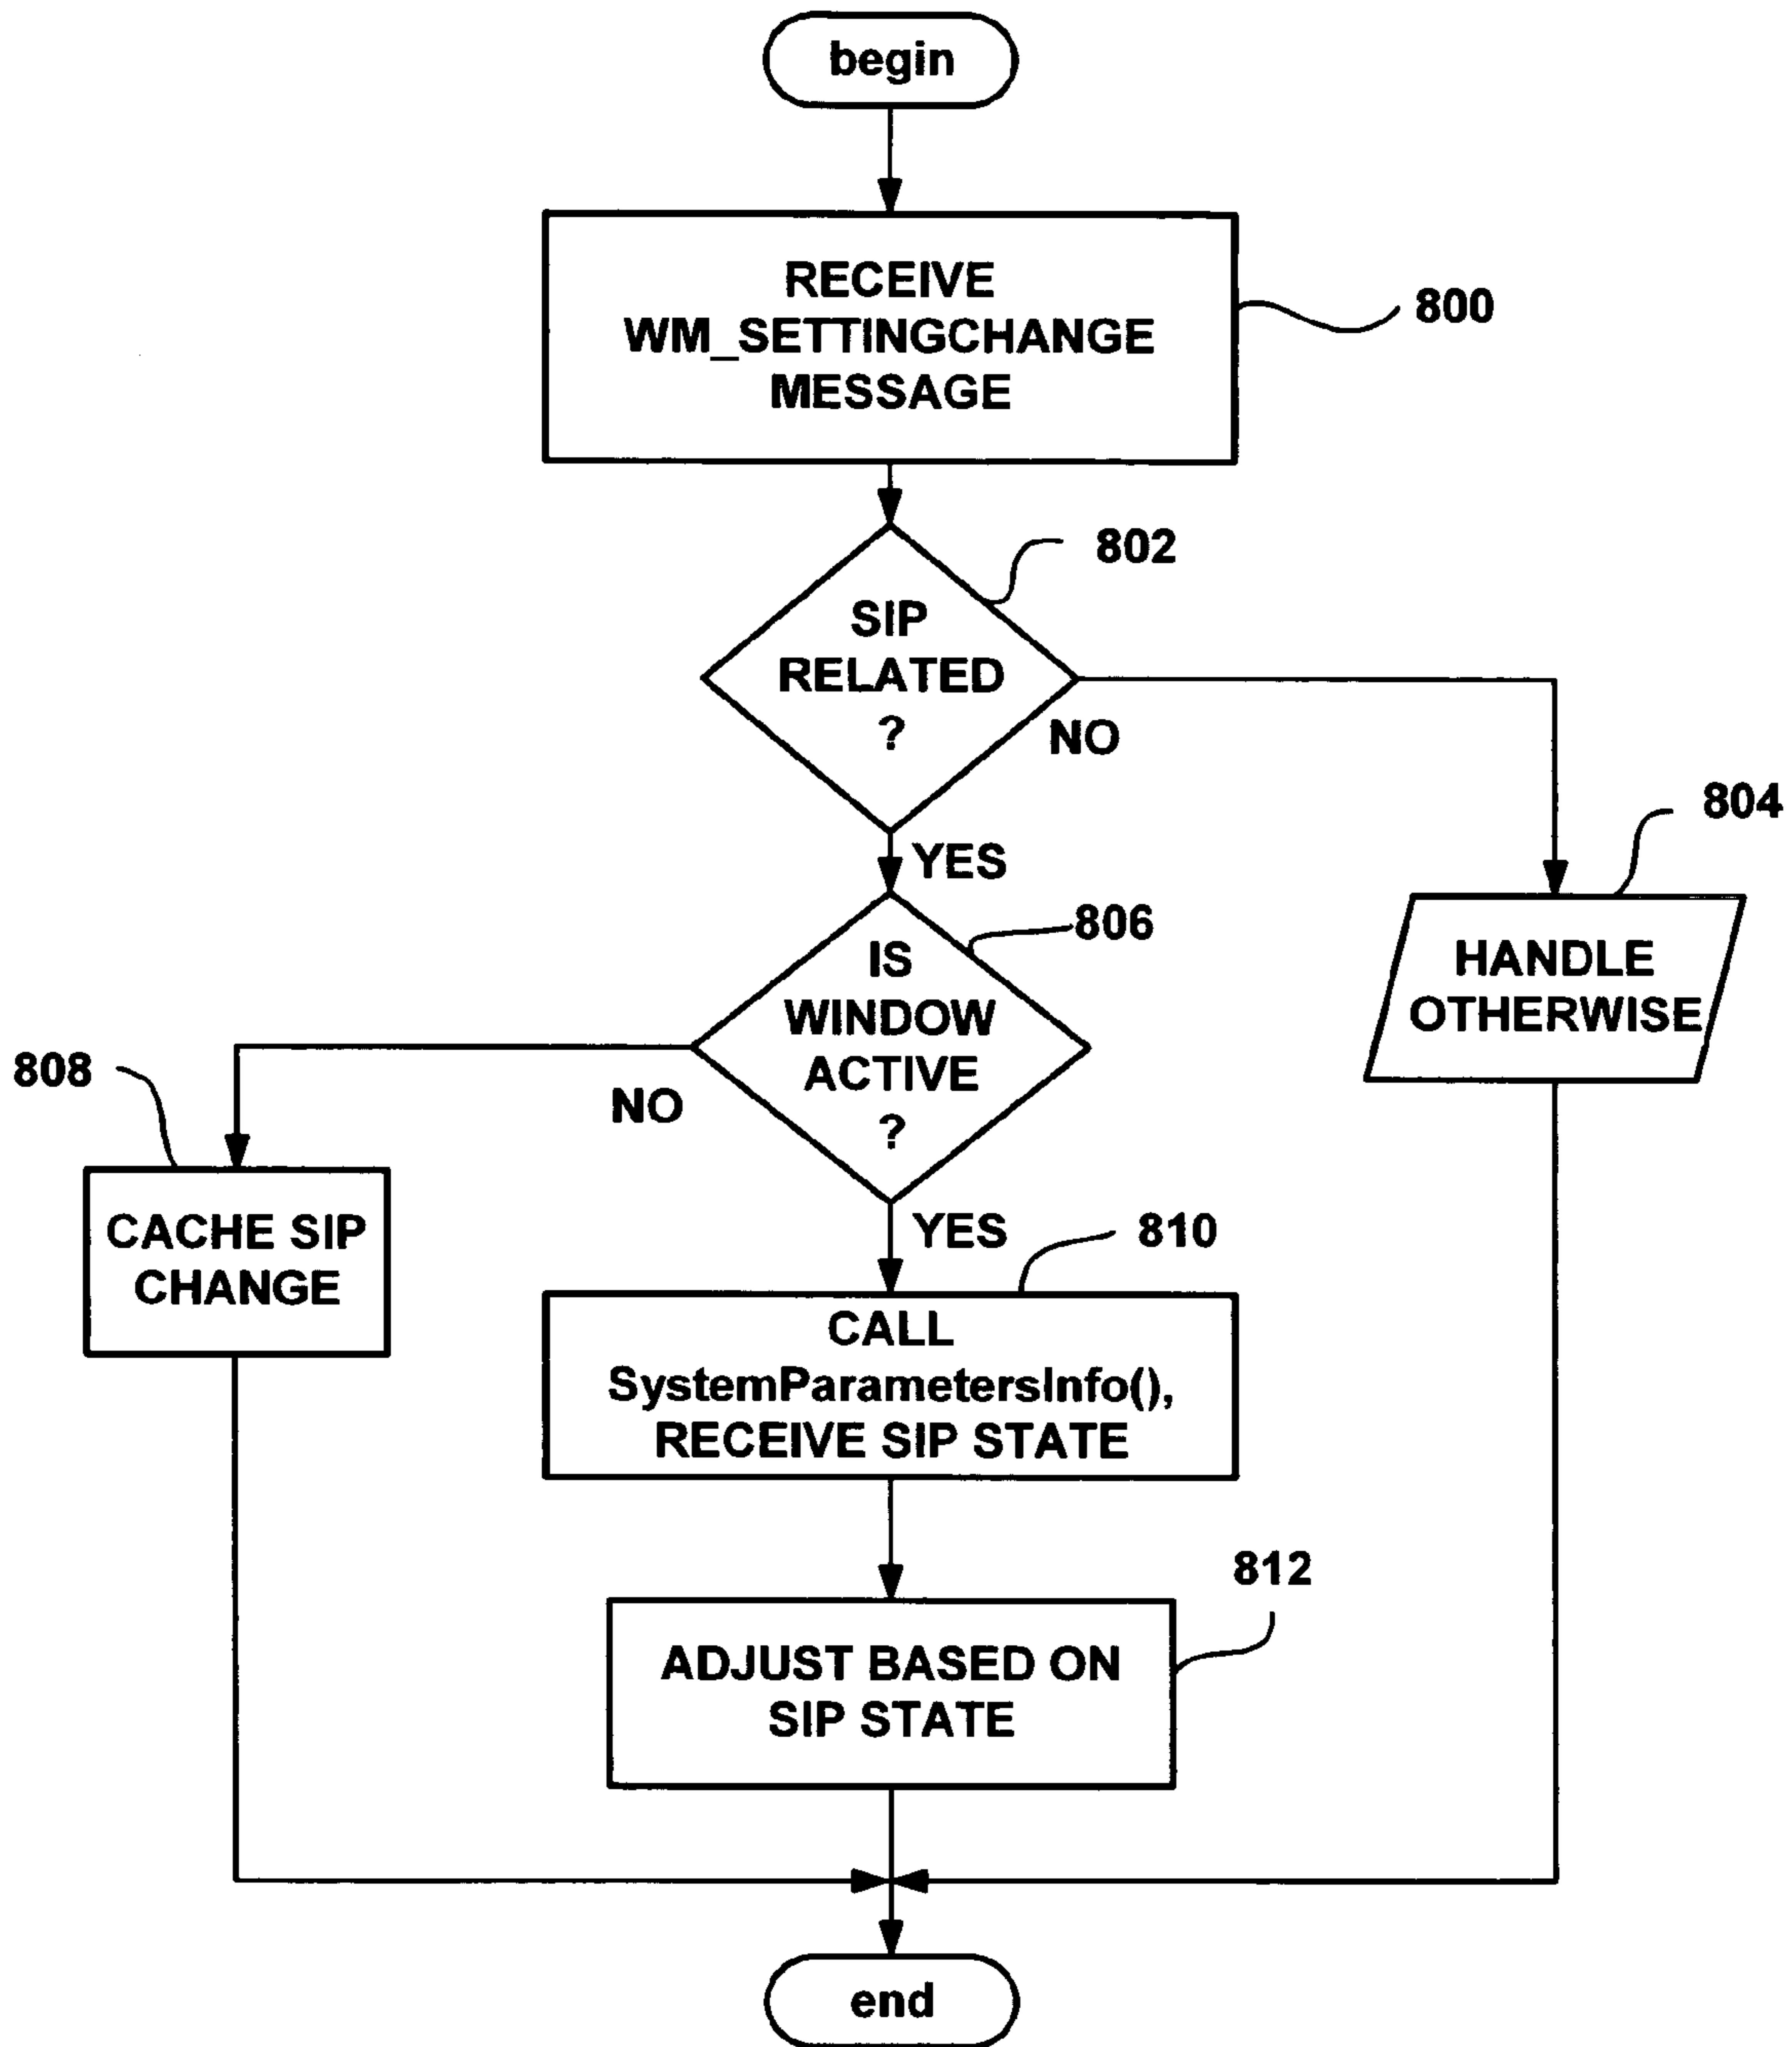 begin
RECEIVE
WM_SETTINGCHANGE
MESSAGE
800
802
SIP
RELATED
?
NO
YES
804
HANDLE
OTHERWISE
806
IS
WINDOW
ACTIVE
?
NO
YES
808
CACHE SIP
CHANGE
810
CALL
SystemParametersInfo(),
RECEIVE SIP STATE
812
ADJUST BASED ON
SIP STATE
end